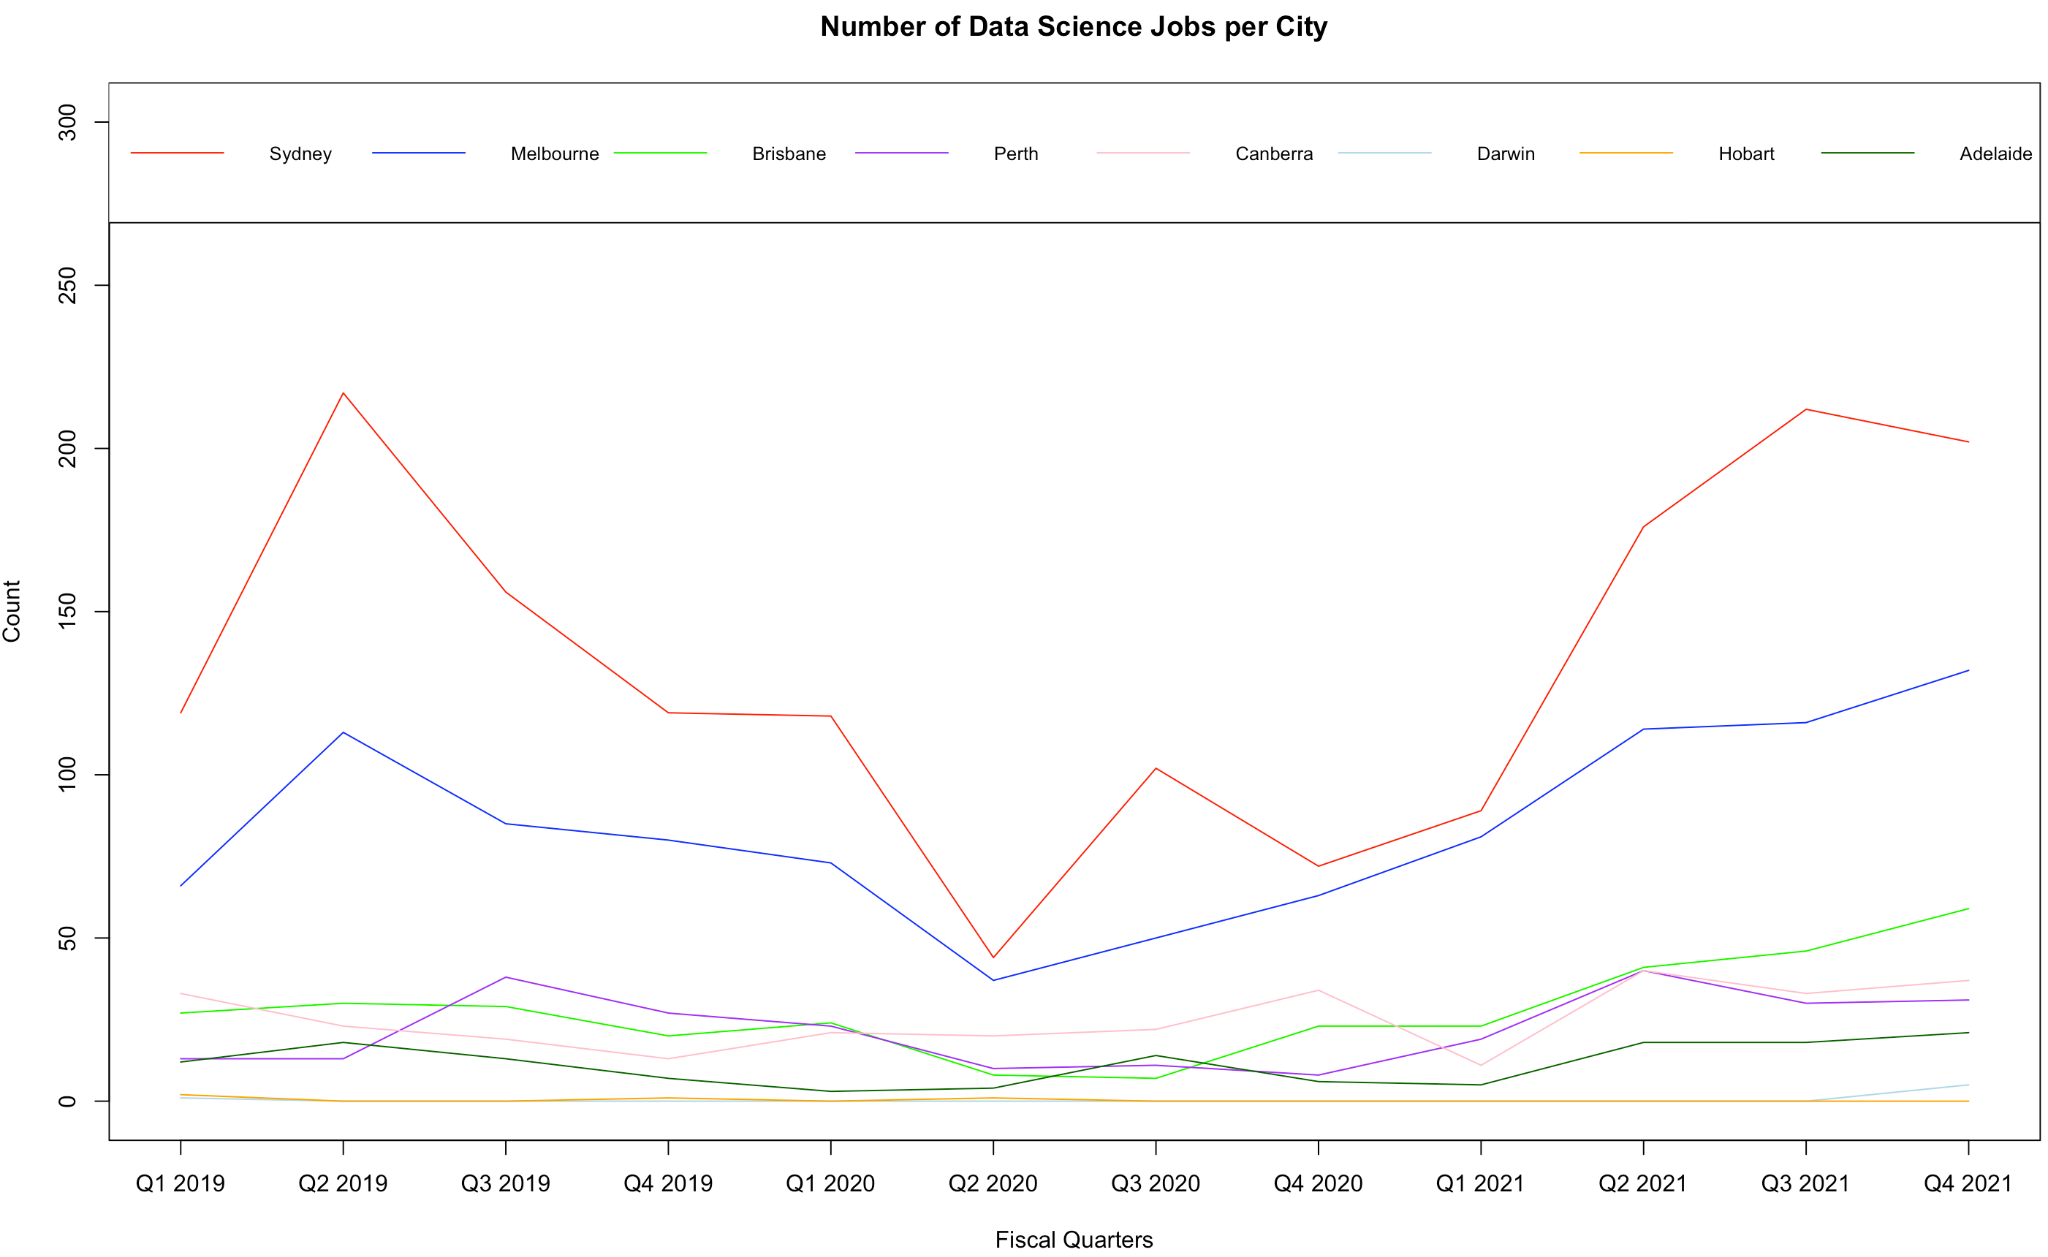 Number of Data Science Jobs per City
300
Sydney Melbourne Brisbane Perth Canberra Darwin Hobart Adelaide
250
200
150
100
50
0
Count
Q1 2019 Q2 2019 Q3 2019 Q4 2019 Q1 2020 Q2 2020 Q3 2020 Q4 2020 Q1 2021 Q2 2021 Q3 2021 Q4 2021
Fiscal Quarters